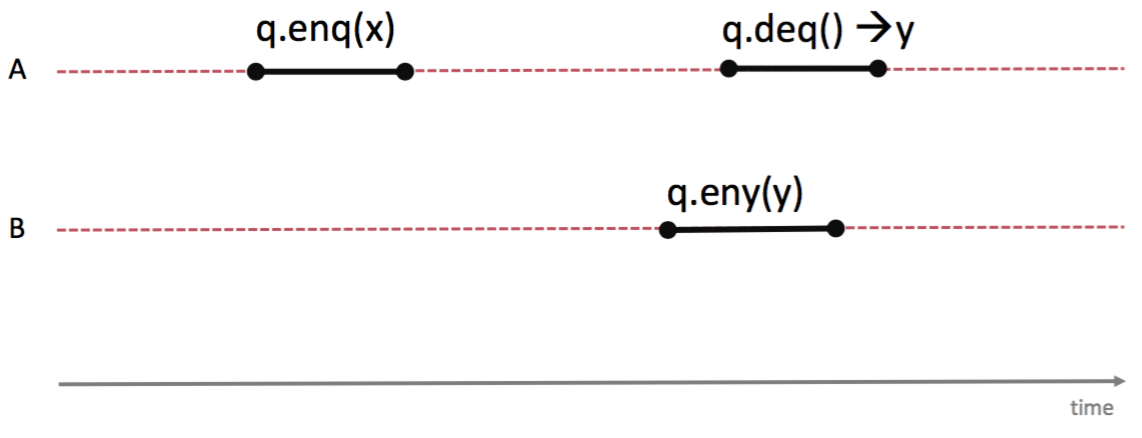 q.enq(x)
q.deq() →y
A
q.eny(y)
B
time